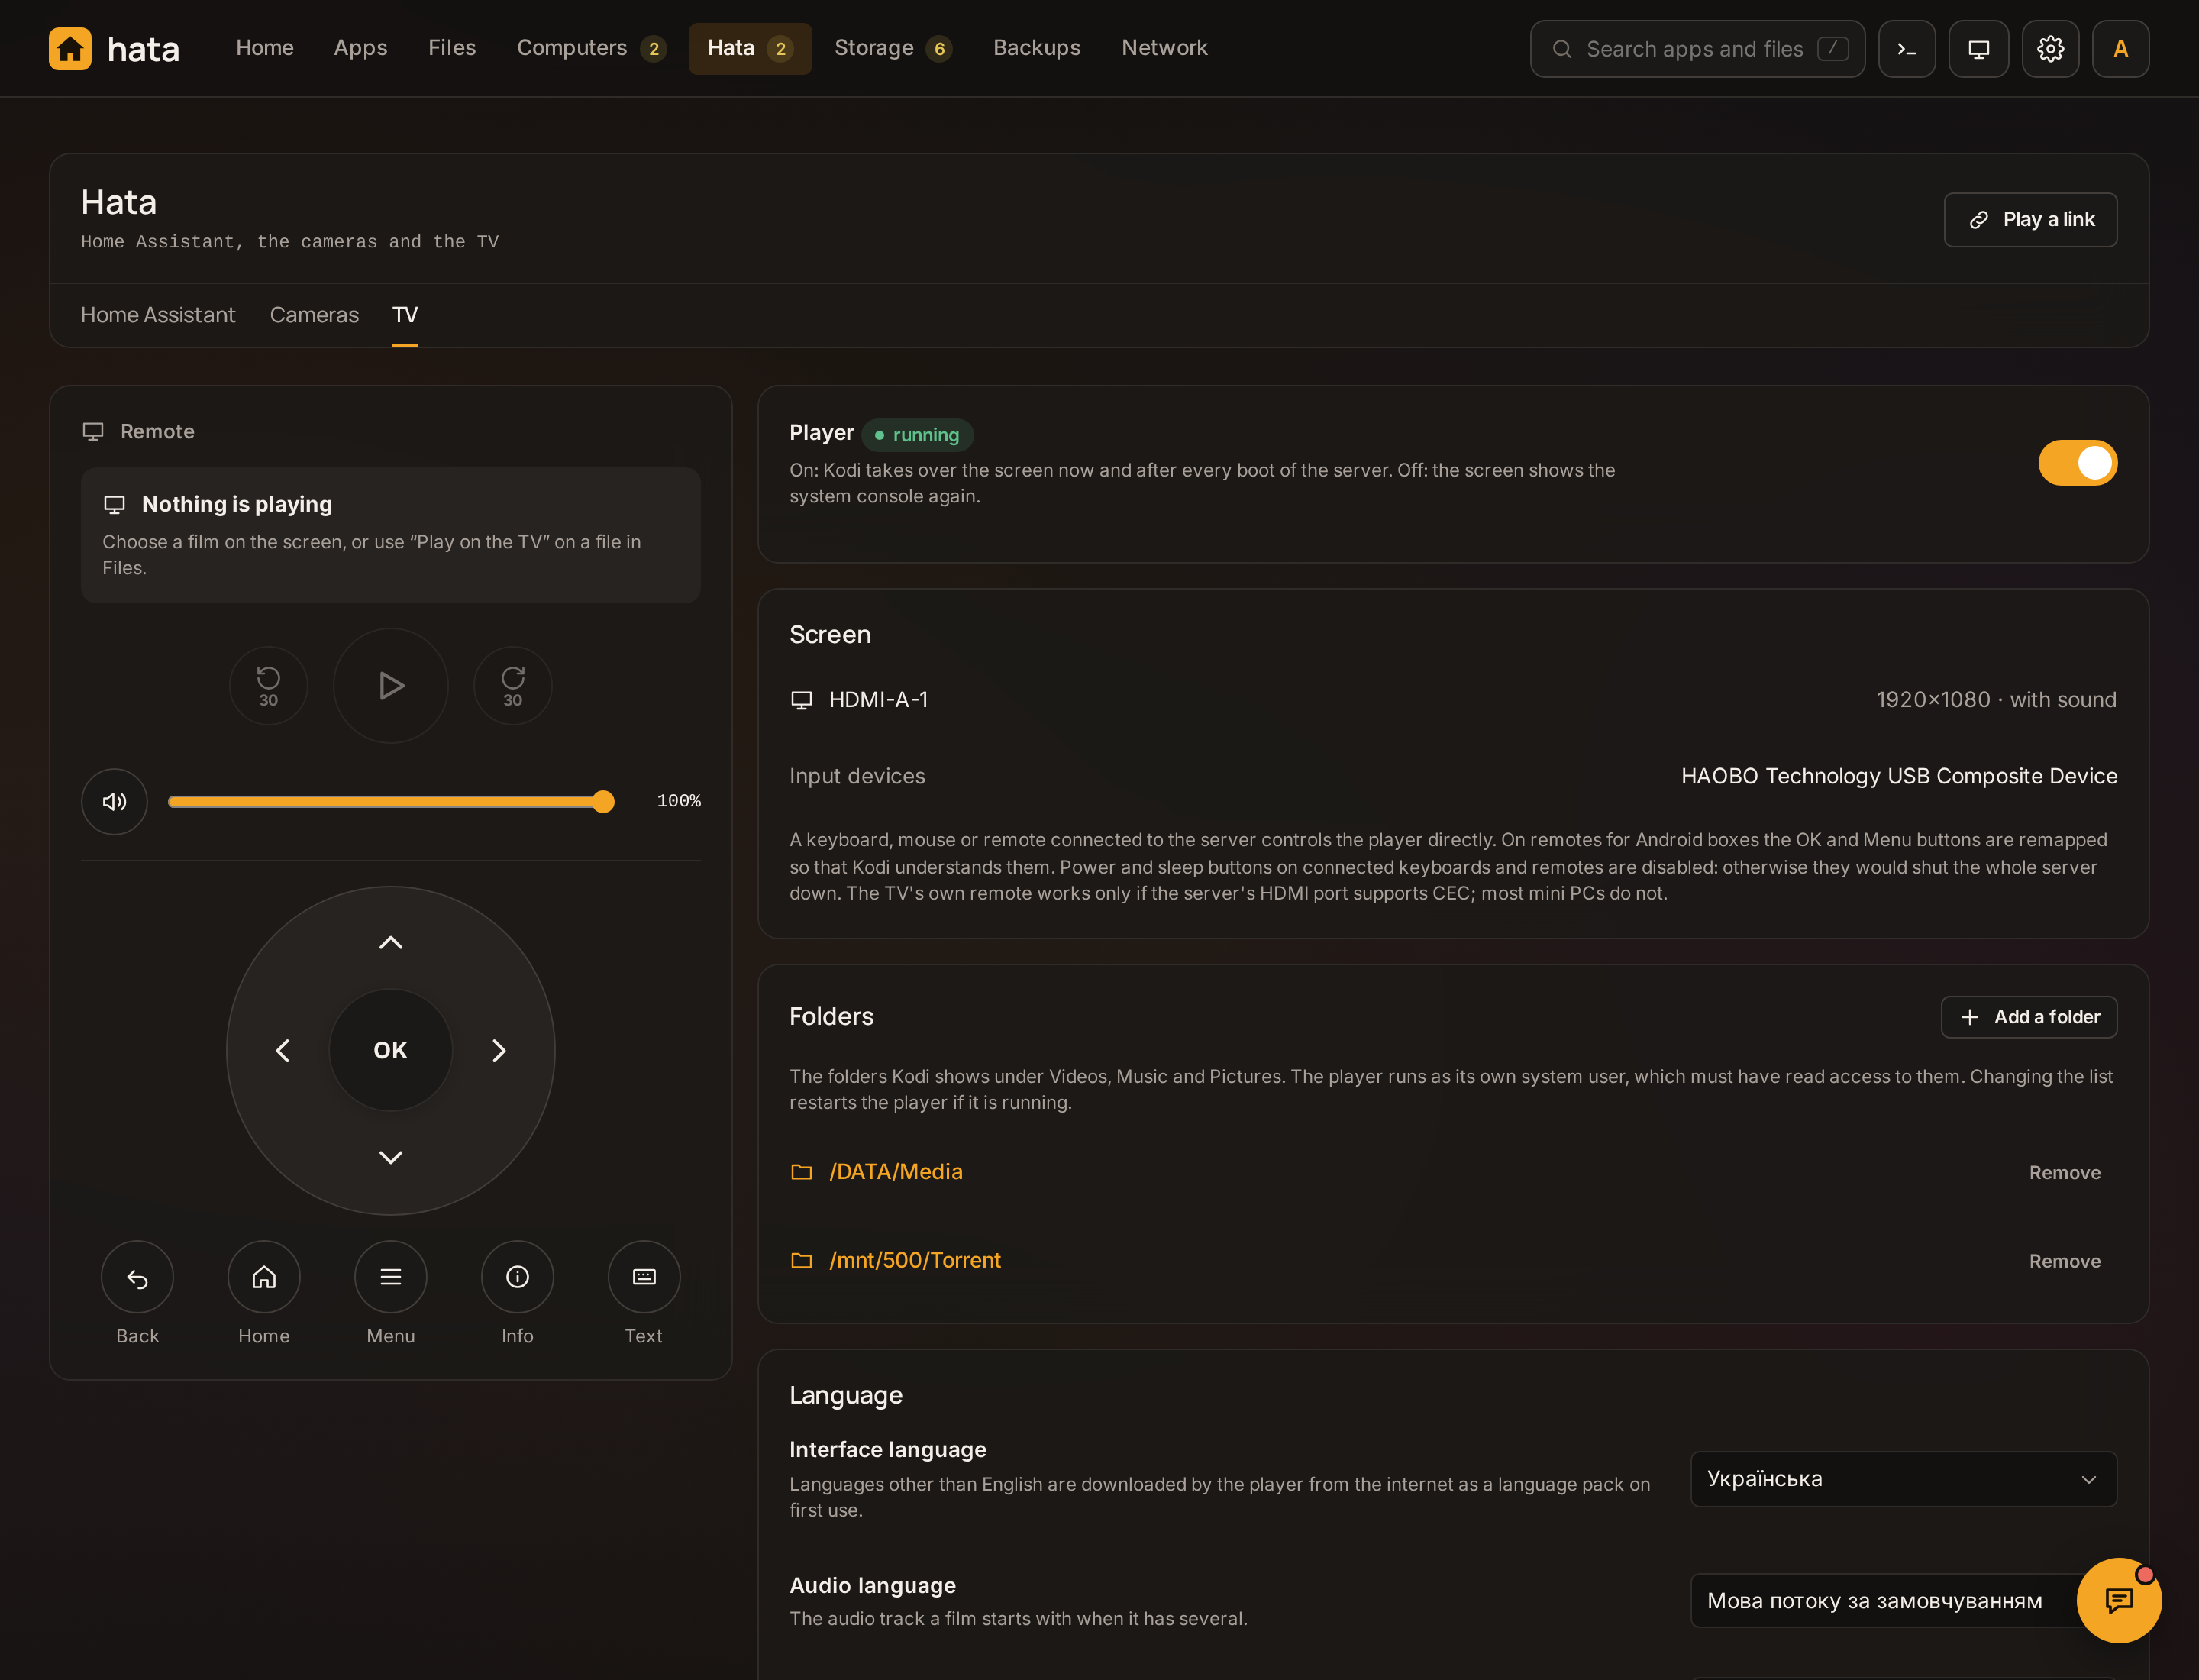 hata
Home
Apps
Files
Computers 2
Hata 2
Storage 6
Backups
Network
Search apps and files /
A
Hata
Home Assistant, the cameras and the TV
Play a link
Home Assistant
Cameras
TV
Remote
Nothing is playing
Choose a film on the screen, or use “Play on the TV” on a file in
Files.
30
30
100%
OK
Back
Home
Menu
Info
Text
Player running
On: Kodi takes over the screen now and after every boot of the server. Off: the screen shows the
system console again.
Screen
HDMI-A-1
1920×1080 · with sound
Input devices
HAOBO Technology USB Composite Device
A keyboard, mouse or remote connected to the server controls the player directly. On remotes for Android boxes the OK and Menu buttons are remapped
so that Kodi understands them. Power and sleep buttons on connected keyboards and remotes are disabled: otherwise they would shut the whole server
down. The TV's own remote works only if the server's HDMI port supports CEC; most mini PCs do not.
Folders
Add a folder
The folders Kodi shows under Videos, Music and Pictures. The player runs as its own system user, which must have read access to them. Changing the list
restarts the player if it is running.
/DATA/Media
Remove
/mnt/500/Torrent
Remove
Language
Interface language
Languages other than English are downloaded by the player from the internet as a language pack on
first use.
Українська
Audio language
The audio track a film starts with when it has several.
Мова потоку за замовчуванням